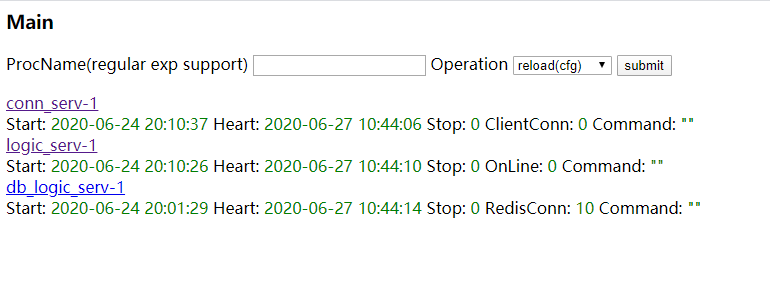 Main
ProcName(regular exp support) Operation reload(cfg) submit
conn_serv-1
Start: 2020-06-24 20:10:37 Heart: 2020-06-27 10:44:06 Stop: 0 ClientConn: 0 Command: ""
logic_serv-1
Start: 2020-06-24 20:10:26 Heart: 2020-06-27 10:44:10 Stop: 0 OnLine: 0 Command: ""
db_logic_serv-1
Start: 2020-06-24 20:01:29 Heart: 2020-06-27 10:44:14 Stop: 0 RedisConn: 10 Command: ""